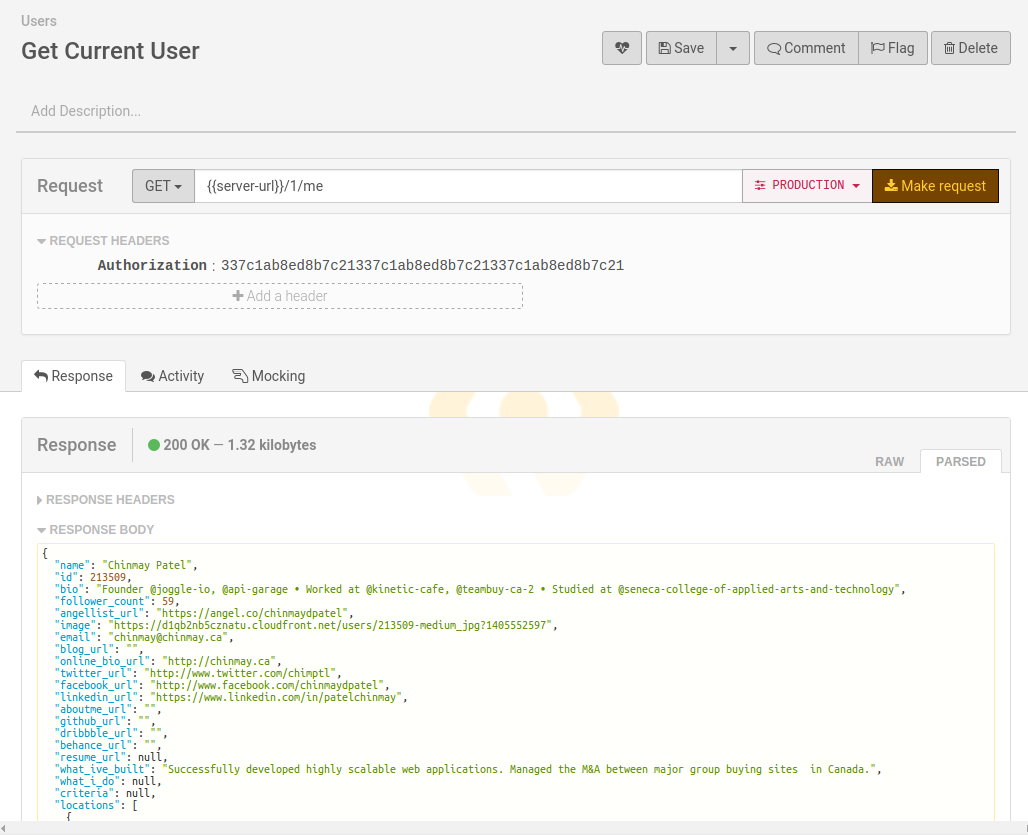 Users
Get Current User
Save
Comment
Flag
Delete
Add Description...
Request
GET
{{server-url}}/1/me
PRODUCTION
Make request
REQUEST HEADERS
Authorization : 337c1ab8ed8b7c21337c1ab8ed8b7c21337c1ab8ed8b7c21
Add a header
Response
Activity
Mocking
Response
200 OK — 1.32 kilobytes
RAW
PARSED
RESPONSE HEADERS
RESPONSE BODY
{
"name": "Chinmay Patel",
"id": 213509,
"bio": "Founder @joggle-io, @api-garage • Worked at @kinetic-cafe, @teambuy-ca-2 • Studied at @seneca-college-of-applied-arts-and-technology",
"follower_count": 59,
"angellist_url": "https://angel.co/chinmaydpatel",
"image": "https://d1qb2nb5cznatu.cloudfront.net/users/213509-medium_jpg?1405552597",
"email": "chinmay@chinmay.ca",
"blog_url": "",
"online_bio_url": "http://chinmay.ca",
"twitter_url": "http://www.twitter.com/chimptl",
"facebook_url": "http://www.facebook.com/chinmaydpatel",
"linkedin_url": "https://www.linkedin.com/in/patelchinmay",
"aboutme_url": "",
"github_url": "",
"dribbble_url": "",
"behance_url": "",
"resume_url": null,
"what_ive_built": "Successfully developed highly scalable web applications. Managed the M&A between major group buying sites  in Canada.",
"what_i_do": null,
"criteria": null,
"locations": [
{